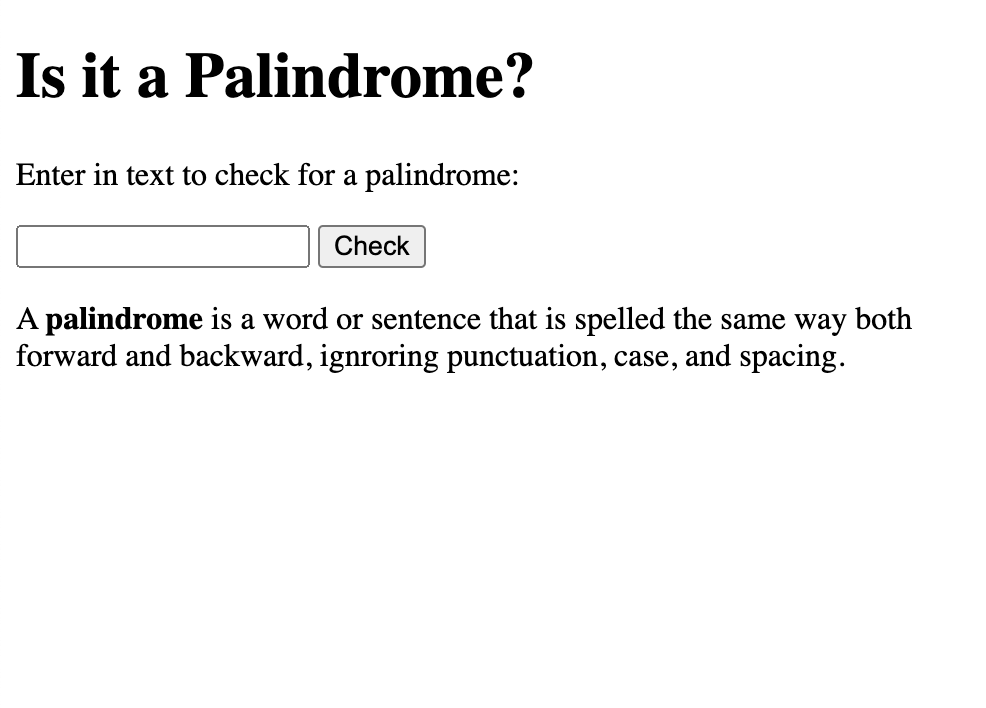 Is it a Palindrome?
Enter in text to check for a palindrome:
Check
A palindrome is a word or sentence that is spelled the same way both
forward and backward, ignroring punctuation, case, and spacing.